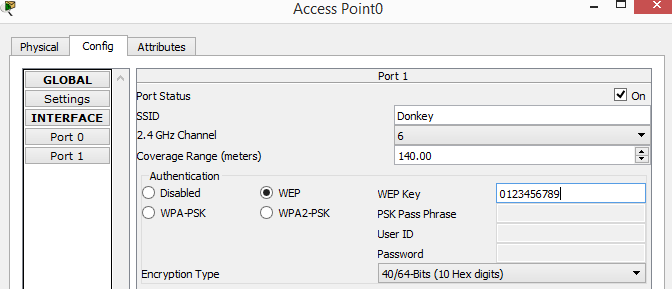 Access Point0
Physical Config Attributes
GLOBAL
Settings
INTERFACE
Port 0
Port 1
Port 1
Port Status On
SSID Donkey
2.4 GHz Channel 6
Coverage Range (meters) 140.00
Authentication
Disabled WEP WEP Key 0123456789
WPA-PSK WPA2-PSK PSK Pass Phrase
User ID
Password
Encryption Type 40/64-Bits (10 Hex digits)